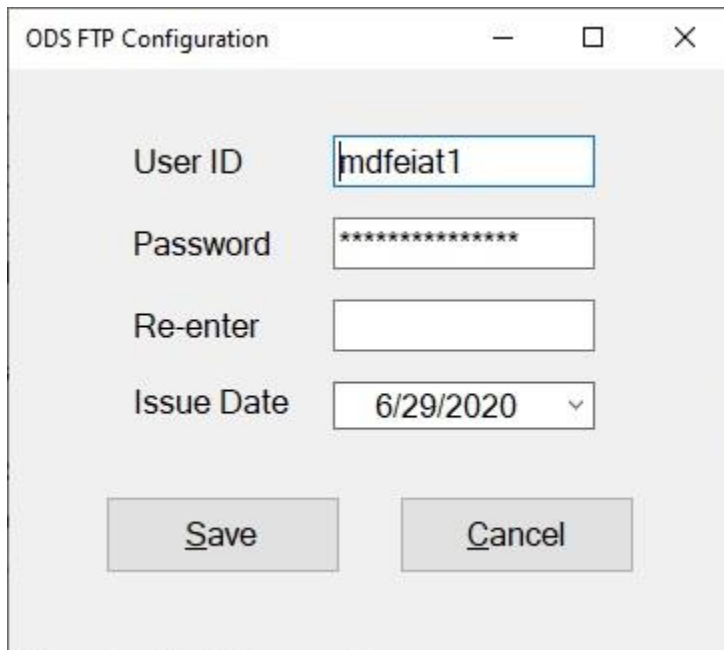 ODS FTP Configuration
User ID mdfeiat1
Password ***************
Re-enter
Issue Date 6/29/2020
Save Cancel